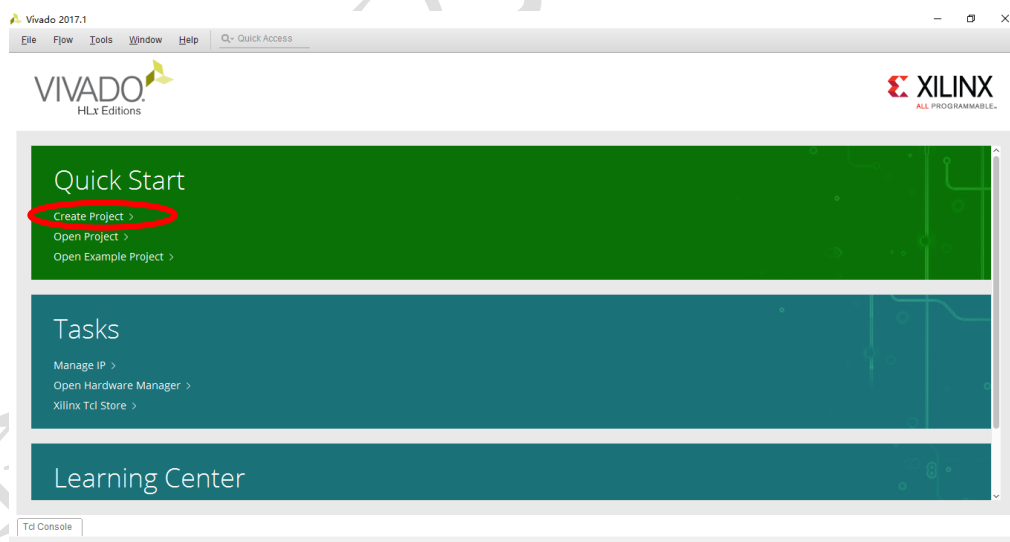 Vivado 2017.1
File Flow Tools Window Help Quick Access
VIVADO.
HLx Editions
XILINX
ALL PROGRAMMABLE™
Quick Start
Create Project >
Open Project >
Open Example Project >
Tasks
Manage IP >
Open Hardware Manager >
Xilinx Tcl Store >
Learning Center
Tcl Console